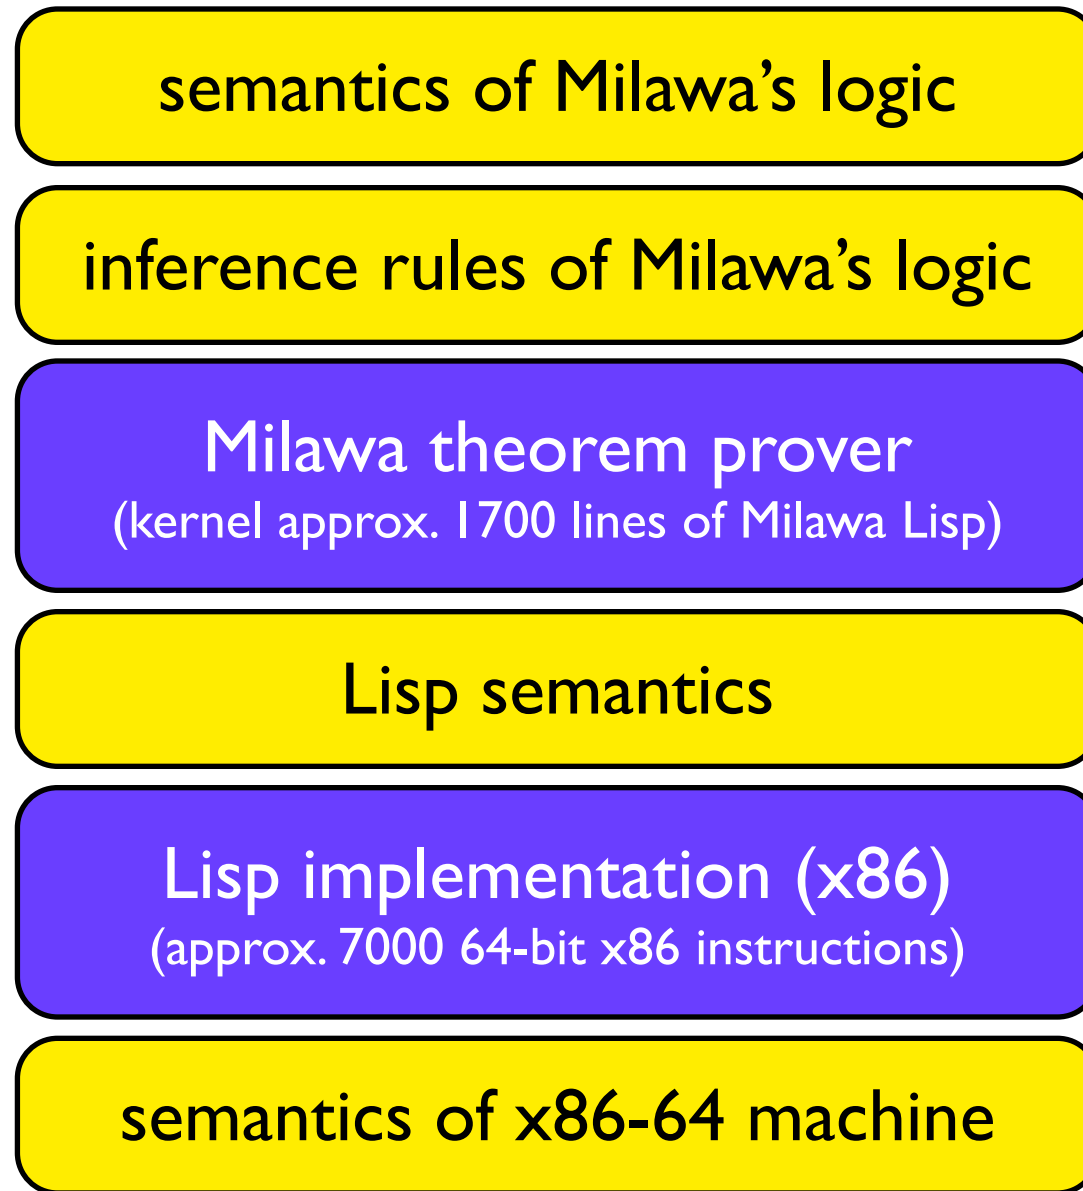 semantics of Milawa’s logic
inference rules of Milawa’s logic
Milawa theorem prover
(kernel approx. 1700 lines of Milawa Lisp)
Lisp semantics
Lisp implementation (x86)
(approx. 7000 64-bit x86 instructions)
semantics of x86-64 machine